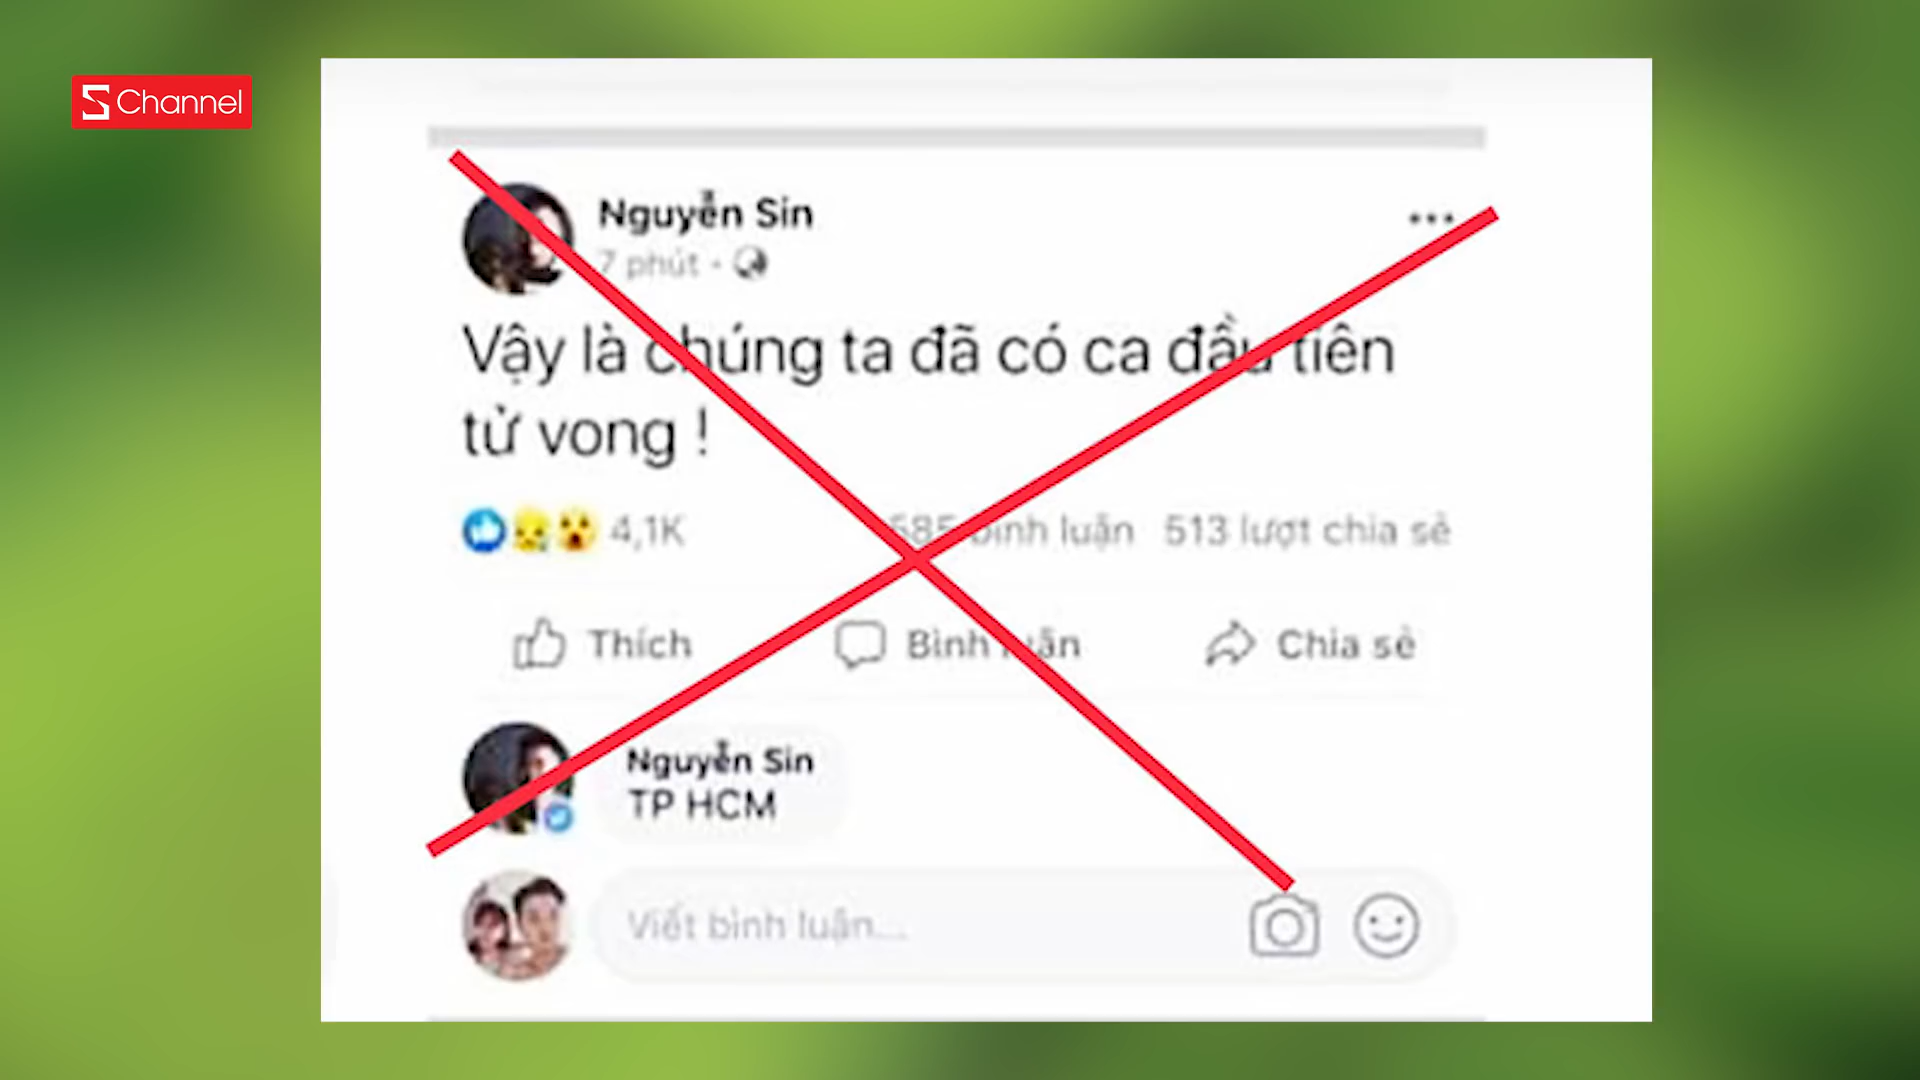 S Channel
Nguyễn Sin
7 phút
Vậy là chúng ta đã có ca đầu tiên
tử vong !
4,1K 585 bình luận 513 lượt chia sẻ
Thích Bình luận Chia sẻ
Nguyễn Sin
TP HCM
Viết bình luận...